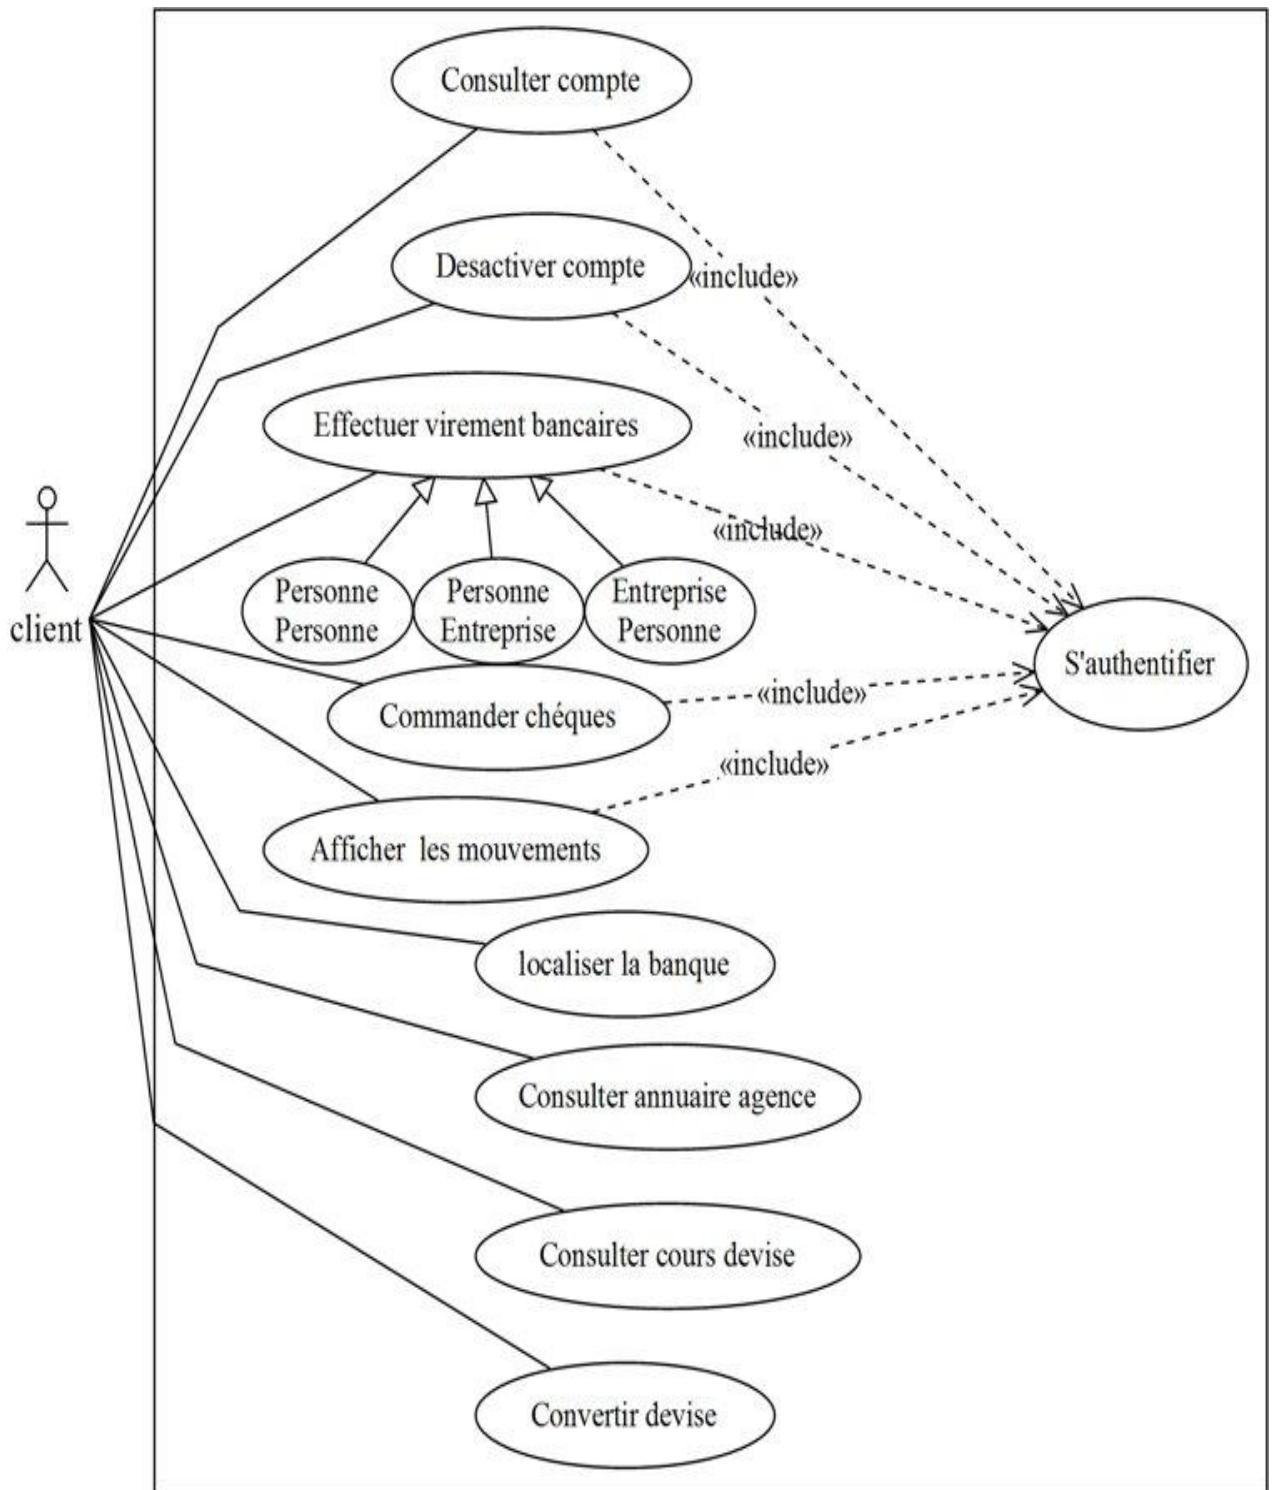 Consulter compte
Desactiver compte
«include»
Effectuer virement bancaires
«include»
«include»
Personne
Personne
Personne
Entreprise
Entreprise
Personne
client
S'authentifier
Commander chéques
«include»
«include»
Afficher les mouvements
localiser la banque
Consulter annuaire agence
Consulter cours devise
Convertir devise